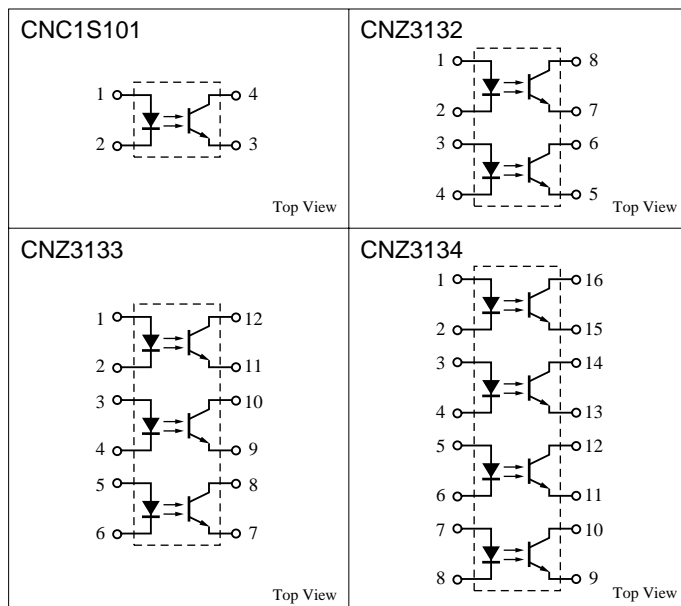 CNC1S101
1 4
2 3
Top View
CNZ3132
1 8
2 7
3 6
4 5
Top View
CNZ3133
1 12
2 11
3 10
4 9
5 8
6 7
Top View
CNZ3134
1 16
2 15
3 14
4 13
5 12
6 11
7 10
8 9
Top View